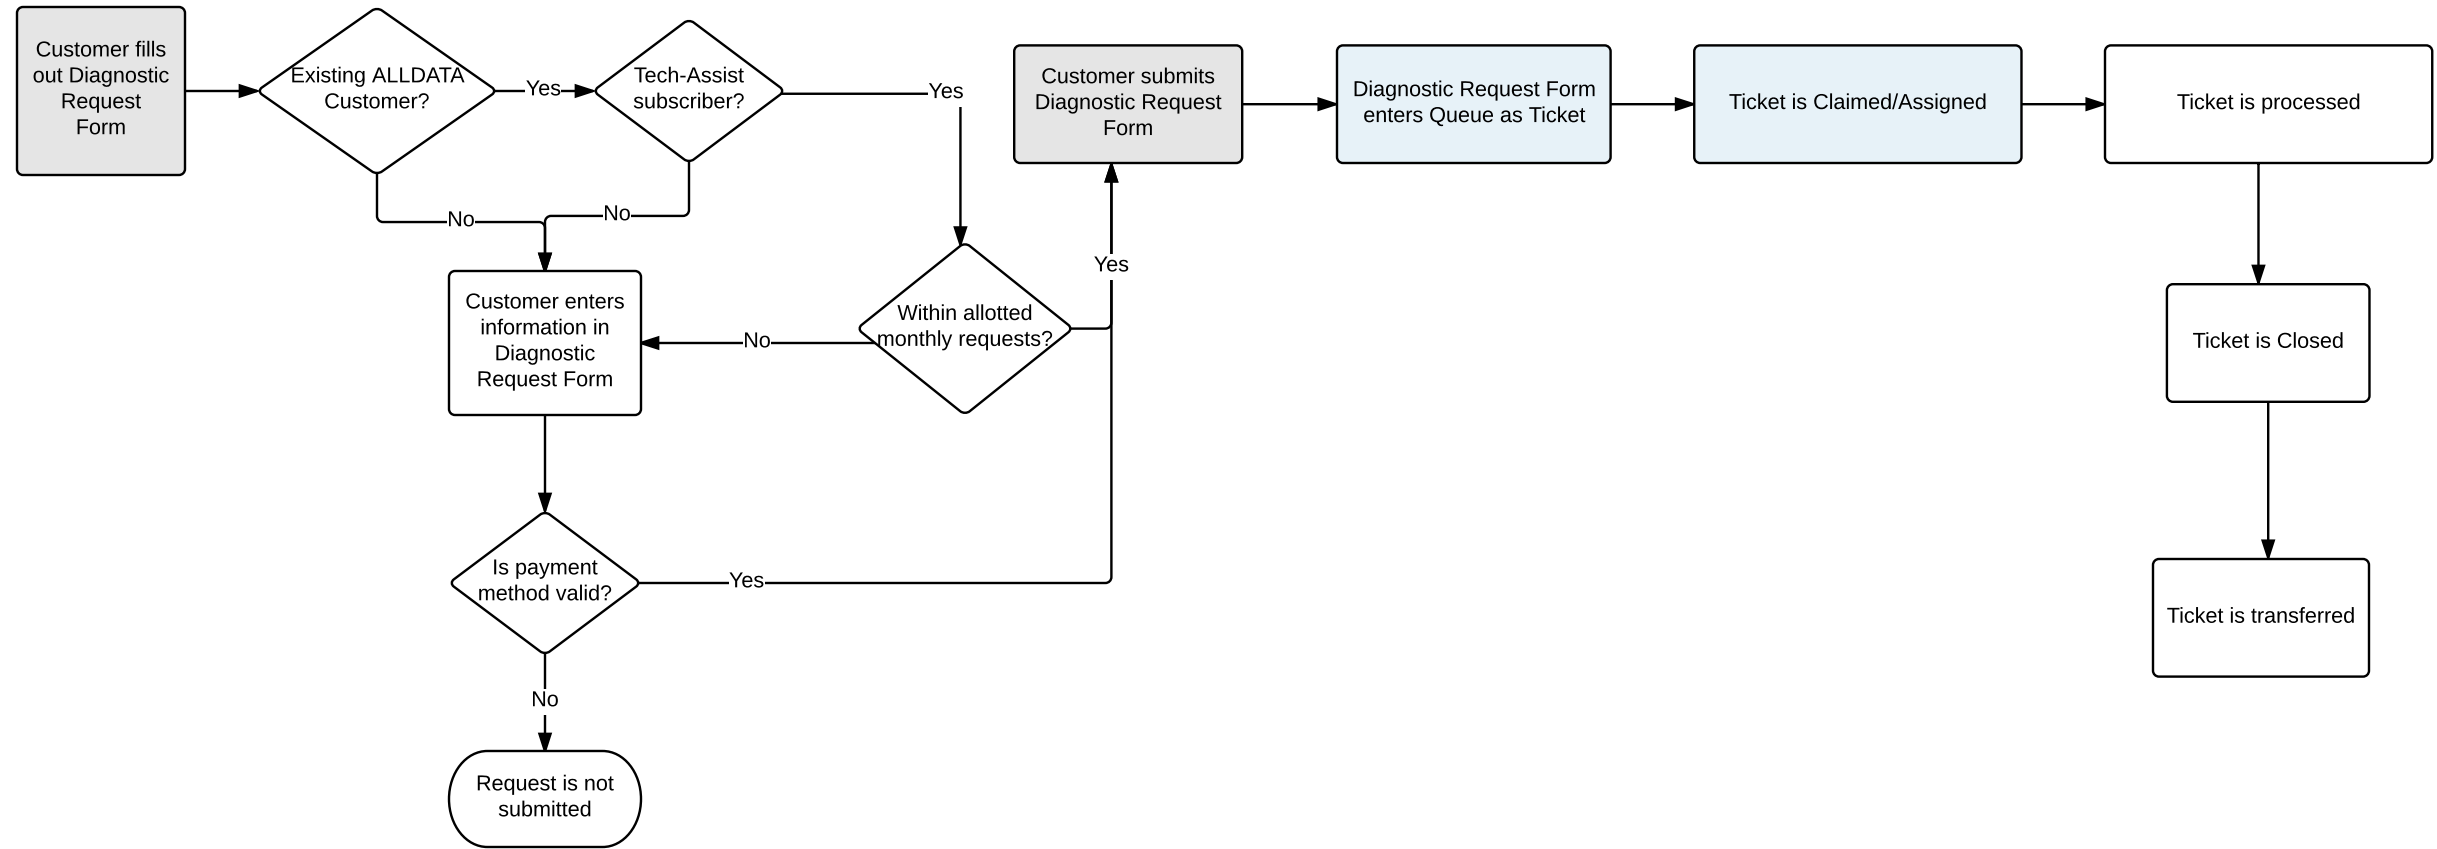 Customer fills
out Diagnostic
Request
Form
Existing ALLDATA
Customer?
Yes
Tech-Assist
subscriber?
Yes
Customer submits
Diagnostic Request
Form
Diagnostic Request Form
enters Queue as Ticket
Ticket is Claimed/Assigned
Ticket is processed
No
No
Yes
Customer enters
information in
Diagnostic
Request Form
No
Within allotted
monthly requests?
Ticket is Closed
Is payment
method valid?
Yes
Ticket is transferred
No
Request is not
submitted